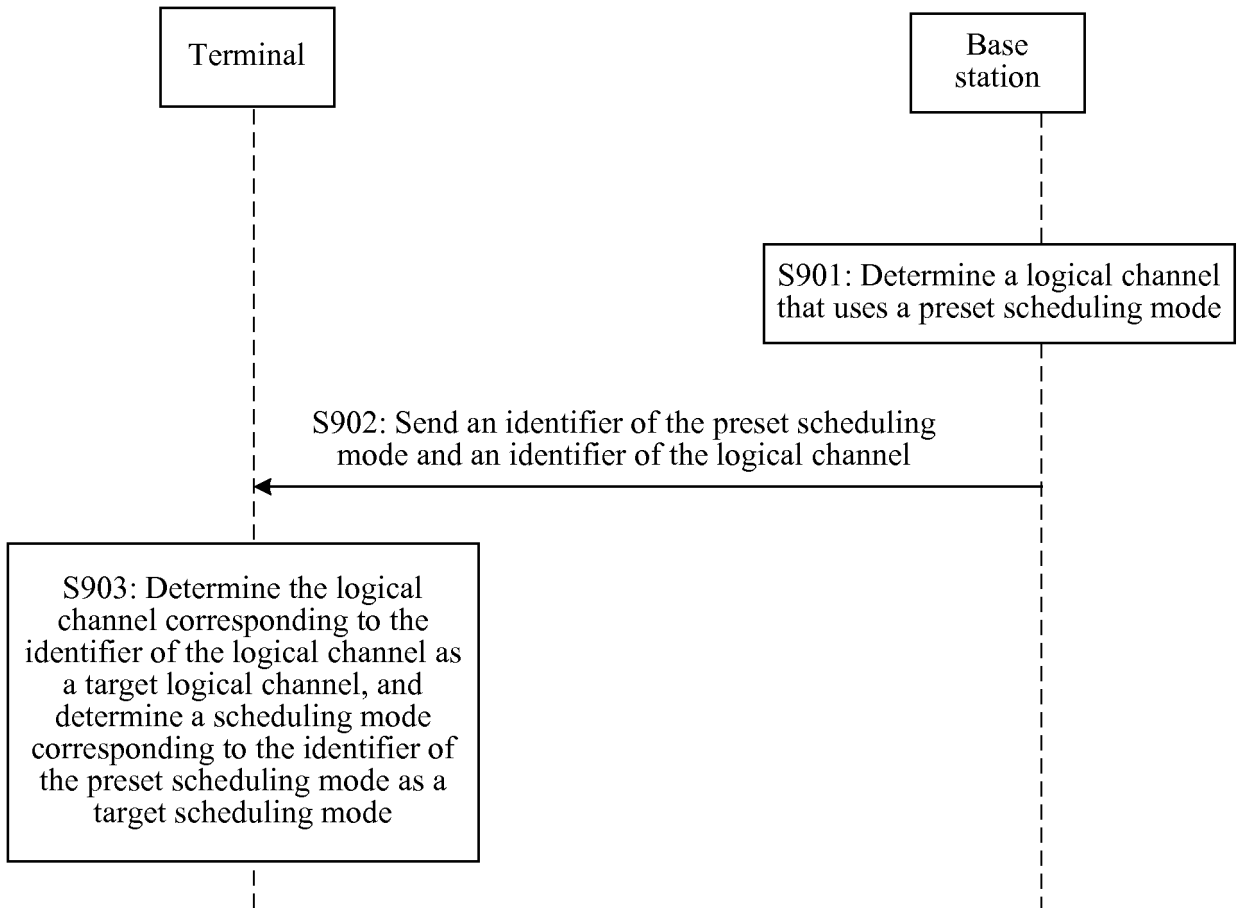 Terminal
Base
station
S901: Determine a logical channel
that uses a preset scheduling mode
S902: Send an identifier of the preset scheduling
mode and an identifier of the logical channel
S903: Determine the logical
channel corresponding to the
identifier of the logical channel as
a target logical channel, and
determine a scheduling mode
corresponding to the identifier of
the preset scheduling mode as a
target scheduling mode